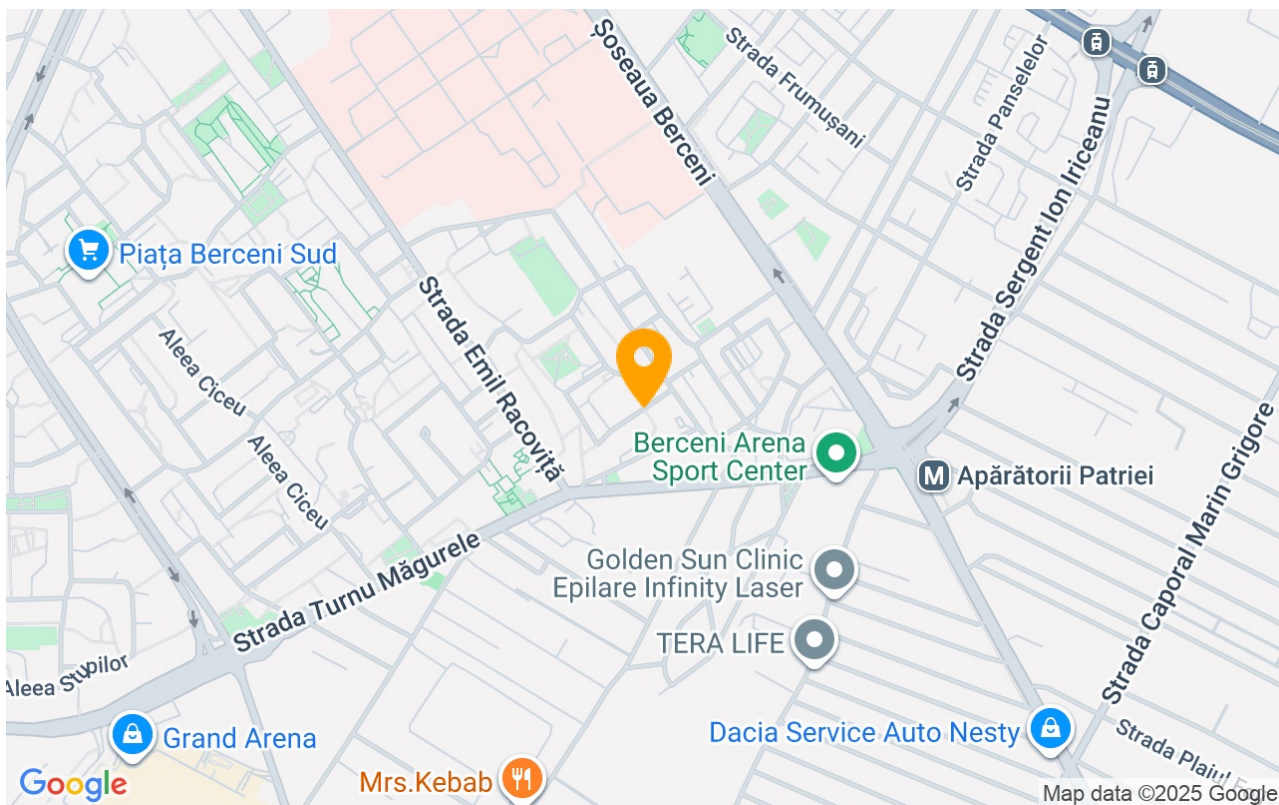 Șoseaua Berceni
Strada Frumușani
Strada Panselelor
Strada Sergent Ion Iriceanu
Piața Berceni Sud
Strada Emil Racoviță
Aleea Ciceu
Aleea Ciceu
Berceni Arena
Sport Center
M Apărătorii Patriei
Strada Caporal Marin Grigore
Golden Sun Clinic
Epilare Infinity Laser
Strada Turnu Măgurele
TERA LIFE
Aleea Stupilor
Grand Arena
Dacia Service Auto Nesty
Strada Plaiul
Mrs.Kebab
Google
Map data ©2025 Google